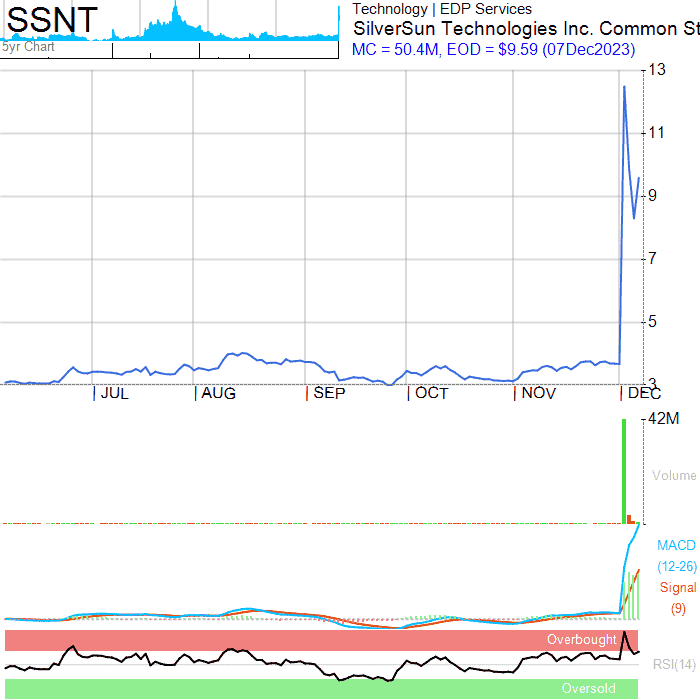 SSNT
5yr Chart
Technology | EDP Services
SilverSun Technologies Inc. Common St
MC = 50.4M, EOD = $9.59 (07Dec2023)
13
11
9
7
5
3
JUL AUG SEP OCT NOV DEC
42M
Volume
MACD
(12-26)
Signal
(9)
Overbought
RSI(14)
Oversold